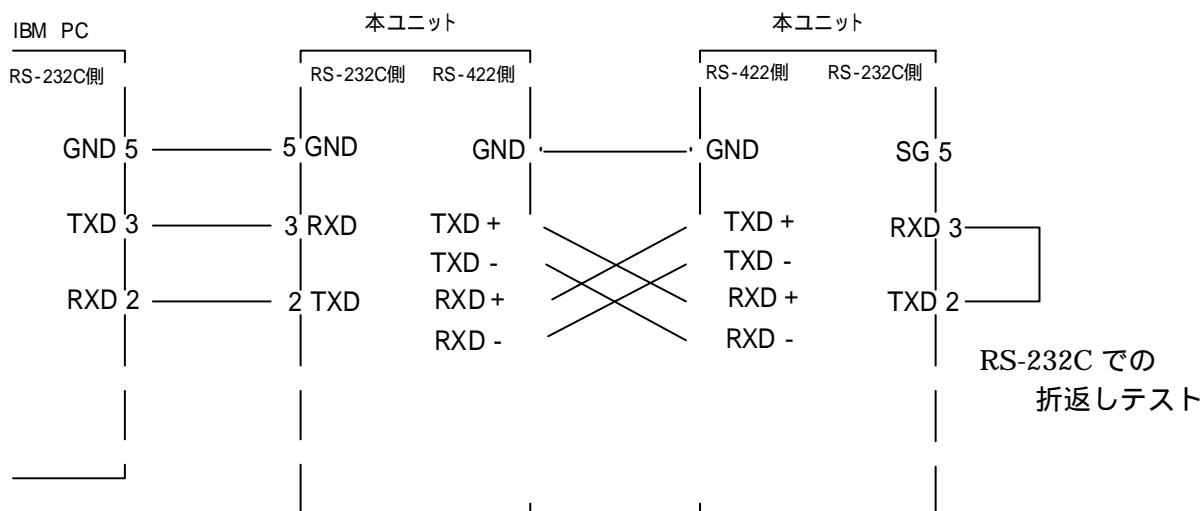 IBM PC 本ユニット 本ユニット
RS-232C側 RS-232C側 RS-422側 RS-422側 RS-232C側
GND 5 5 GND GND GND SG 5
TXD 3 3 RXD TXD + TXD + RXD 3
TXD - TXD -
RXD 2 2 TXD RXD + RXD + TXD 2
RXD - RXD -
RS-232C での
折返しテスト